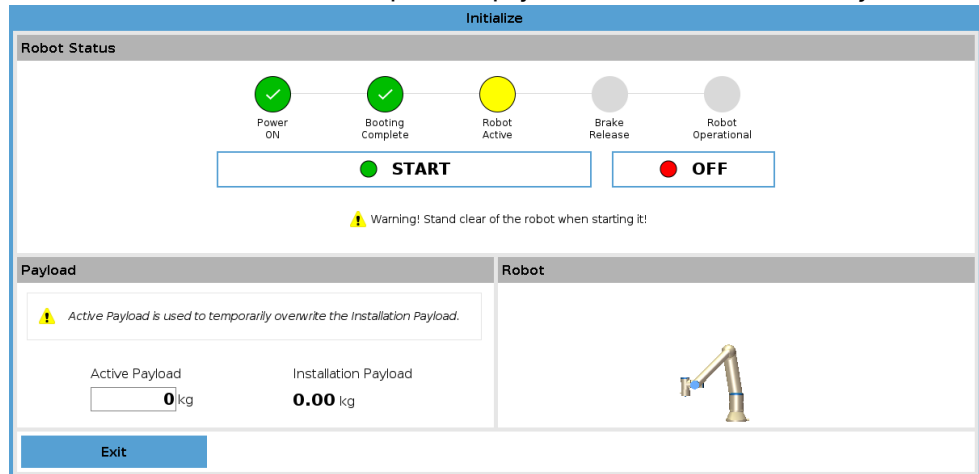 Initialize
Robot Status
Power
ON
Booting
Complete
Robot
Active
Brake
Release
Robot
Operational
START
OFF
Warning! Stand clear of the robot when starting it!
Payload
Active Payload is used to temporarily overwrite the Installation Payload.
Active Payload
0 kg
Installation Payload
0.00 kg
Robot
Exit